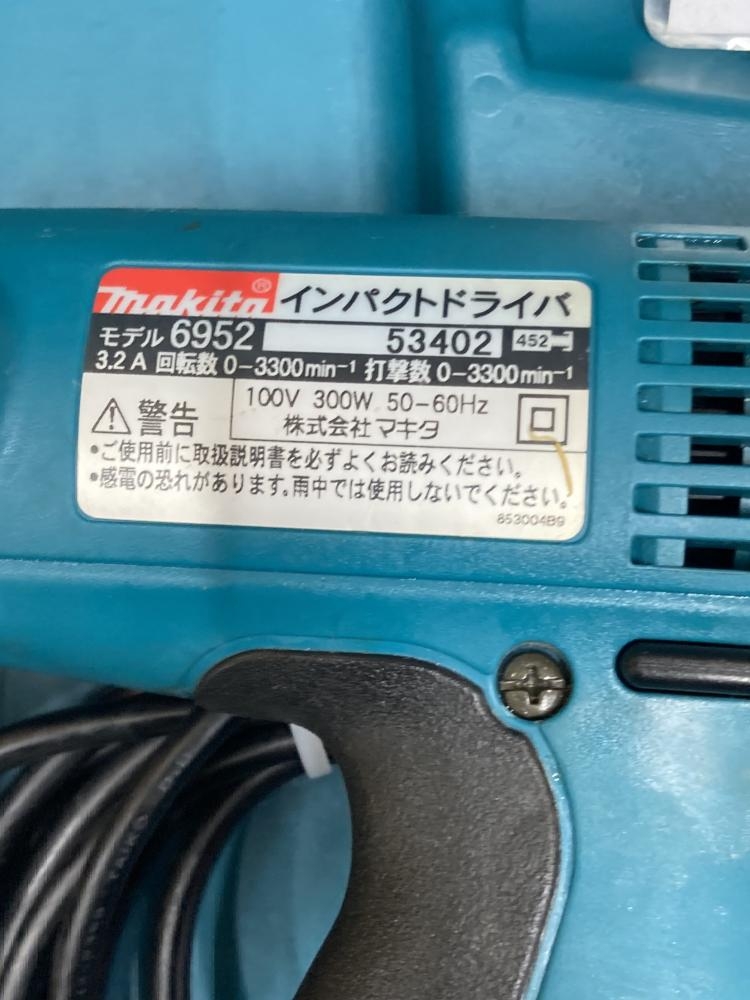 makita® インパクトドライバ
モデル 6952 53402 452
3.2A 回転数 0-3300min-1 打撃数 0-3300min-1
警告
100V 300W 50-60Hz
株式会社マキタ
•ご使用前に取扱説明書を必ずよくお読みください。
•感電の恐れがあります。雨中では使用しないでください。
853004B9